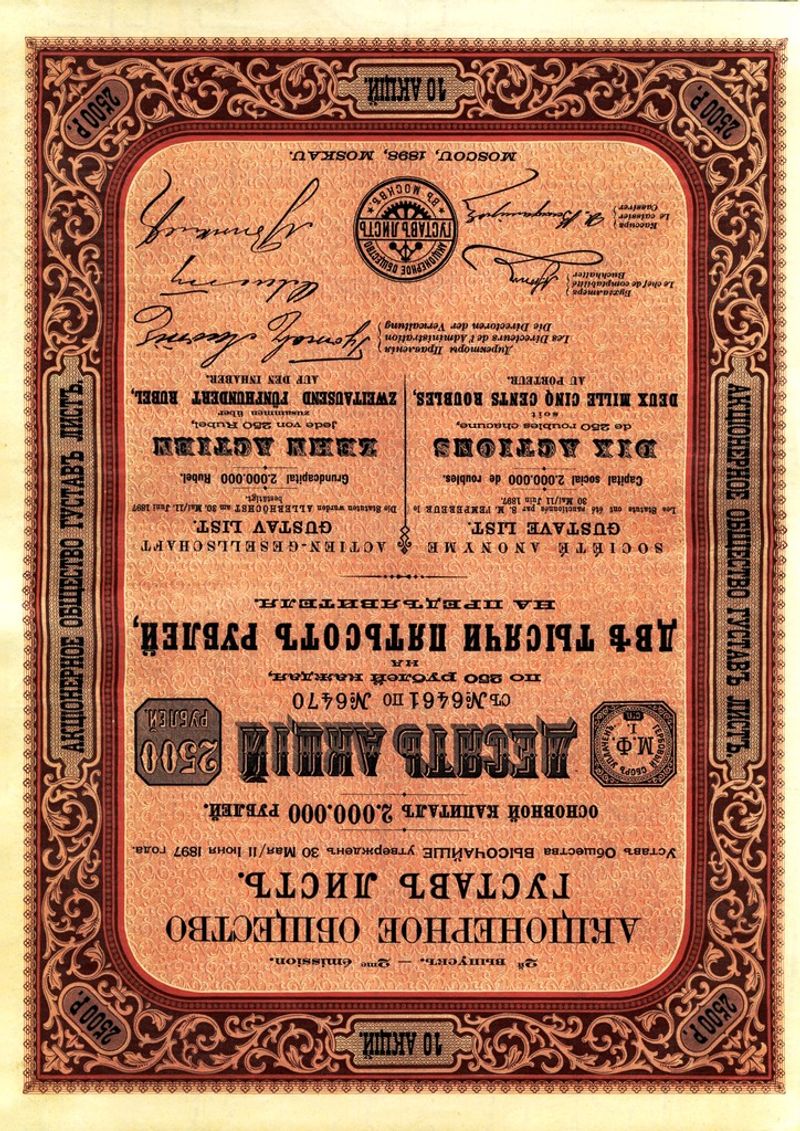 10 АКЦІЙ.
2500 Р.
2500 Р.
2й ВЫПУСКЪ. — 2me émission.
АКЦІОНЕРНОЕ ОБЩЕСТВО
ГУСТАВЪ ЛИСТЪ.
Уставъ Общества ВЫСОЧАЙШЕ утвержденъ 30 Мая/11 Іюня 1897 года.
ОСНОВНОЙ КАПИТАЛЪ 2.000.000 РУБЛЕЙ.
ГЕРБОВЫЙ СБОРЪ УПЛАЧЕНЪ
М.Ф.
ДЕСЯТЬ АКЦІЙ
2500
РУБЛЕЙ
СЪ №6461 ПО №6470
по 250 рублей каждая,
НА
ДВѢ ТЫСЯЧИ ПЯТЬСОТЪ РУБЛЕЙ,
НА ПРЕДЪЯВИТЕЛЯ.
SOCIÉTÉ ANONYME
GUSTAVE LIST.
Les Statuts ont été sanctionnés par S. M. l'EMPEREUR le
30 Mai/11 Juin 1897.
Capital social 2.000.000 de roubles.
DIX ACTIONS
de 250 roubles chacune,
soit
DEUX MILLE CINQ CENTS ROUBLES,
AU PORTEUR.
ACTIEN-GESELLSCHAFT
GUSTAV LIST.
Die Statuten wurden ALLERHÖCHST am 30. Mai/11. Juni 1897
bestätigt.
Grundcapital 2.000.000 Rubel.
ZEHN ACTIEN
Jede von 250 Rubel,
zusammen über
ZWEITAUSEND FÜNFHUNDERT RUBEL,
AUF DEN INHABER.
Директоры Правленія
Les Directeurs de l'Administration
Die Directoren der Verwaltung
Бухгалтеръ
Le chef de comptabilité
Buchhalter
Кассиръ
Le caissier
Cassirer
АКЦІОНЕРНОЕ ОБЩЕСТВО
ГУСТАВЪ ЛИСТЪ
ВЪ МОСКВѢ.
MOSCOU, 1898, MOSKAU.
АКЦІОНЕРНОЕ ОБЩЕСТВО ГУСТАВЪ ЛИСТЪ.
АКЦІОНЕРНОЕ ОБЩЕСТВО ГУСТАВЪ ЛИСТЪ.
2500 Р.
10 АКЦІЙ.
2500 Р.